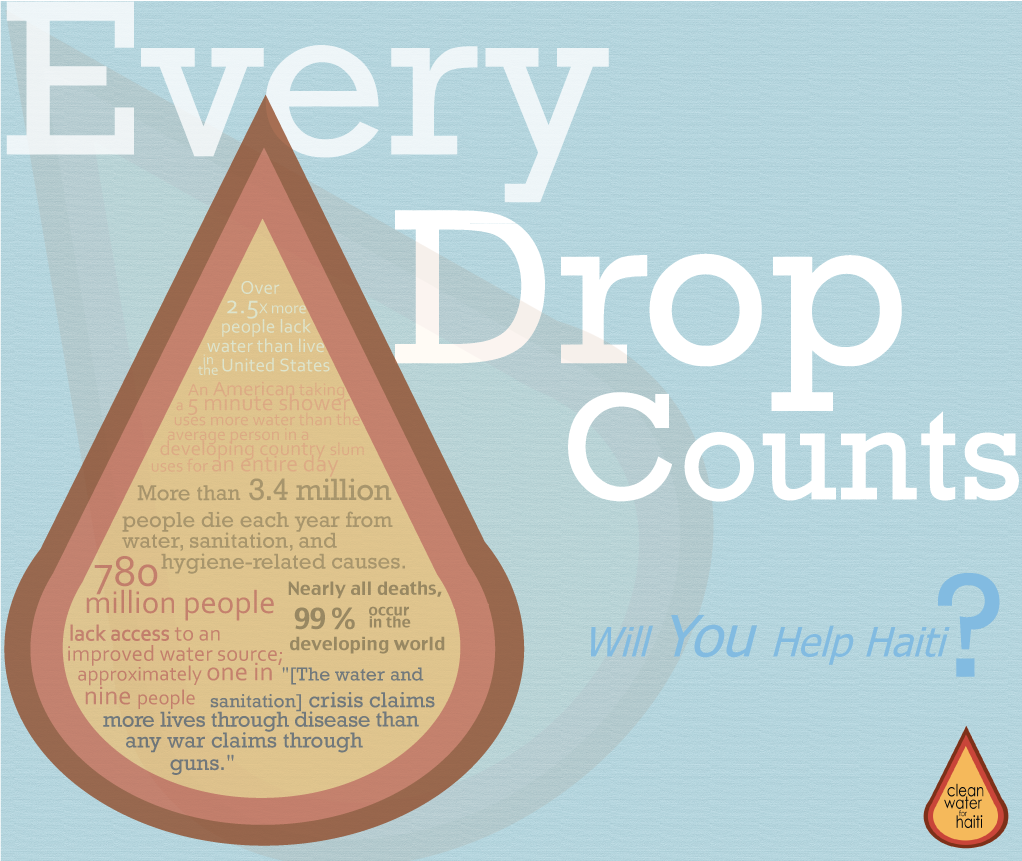 Every
Drop
Counts
Over
2.5x more
people lack
water than live
in the United States
An American taking
a 5 minute shower
uses more water than the
average person in a
developing country slum
uses for an entire day
More than 3.4 million
people die each year from
water, sanitation, and
hygiene-related causes.
780
million people
lack access to an
improved water source;
approximately one in
nine people
Nearly all deaths,
99 % occur in the
developing world
"[The water and
sanitation] crisis claims
more lives through disease than
any war claims through
guns."
Will You Help Haiti?
clean
water
for
haiti